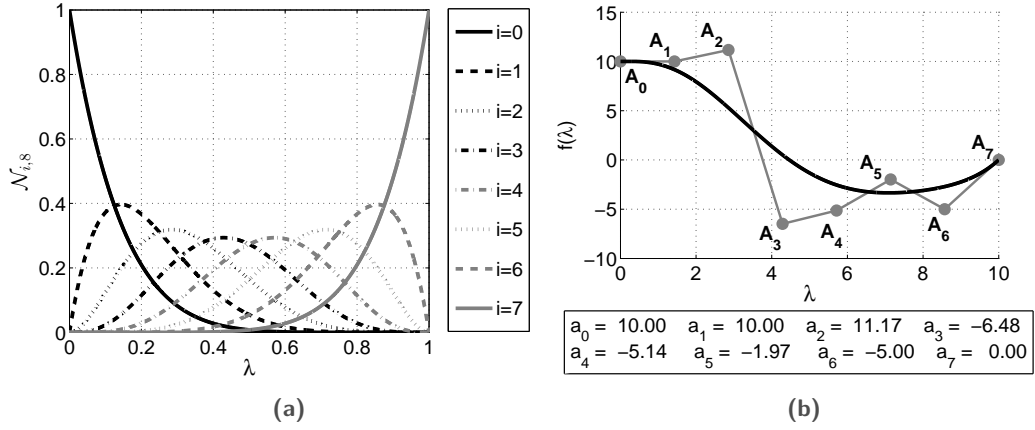 1
0.8
0.6
0.4
0.2
0
0 0.2 0.4 0.6 0.8 1
𝒩i,8
λ
i=0
i=1
i=2
i=3
i=4
i=5
i=6
i=7
(a)
15
10
5
0
−5
−10
0 2 4 6 8 10
f(λ)
λ
A0
A1
A2
A3
A4
A5
A6
A7
a0 = 10.00 a1 = 10.00 a2 = 11.17 a3 = −6.48
a4 = −5.14 a5 = −1.97 a6 = −5.00 a7 = 0.00
(b)